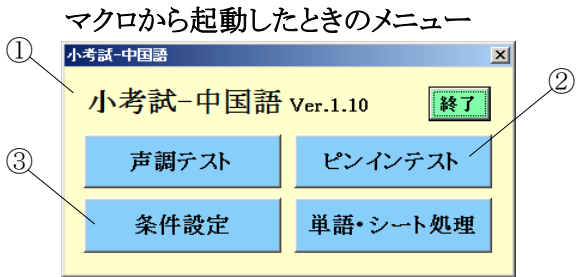 マクロから起動したときのメニュー
①
小考試-中国語
小考試-中国語 Ver.1.10
終了
②
声調テスト
ピンインテスト
③
条件設定
単語・シート処理